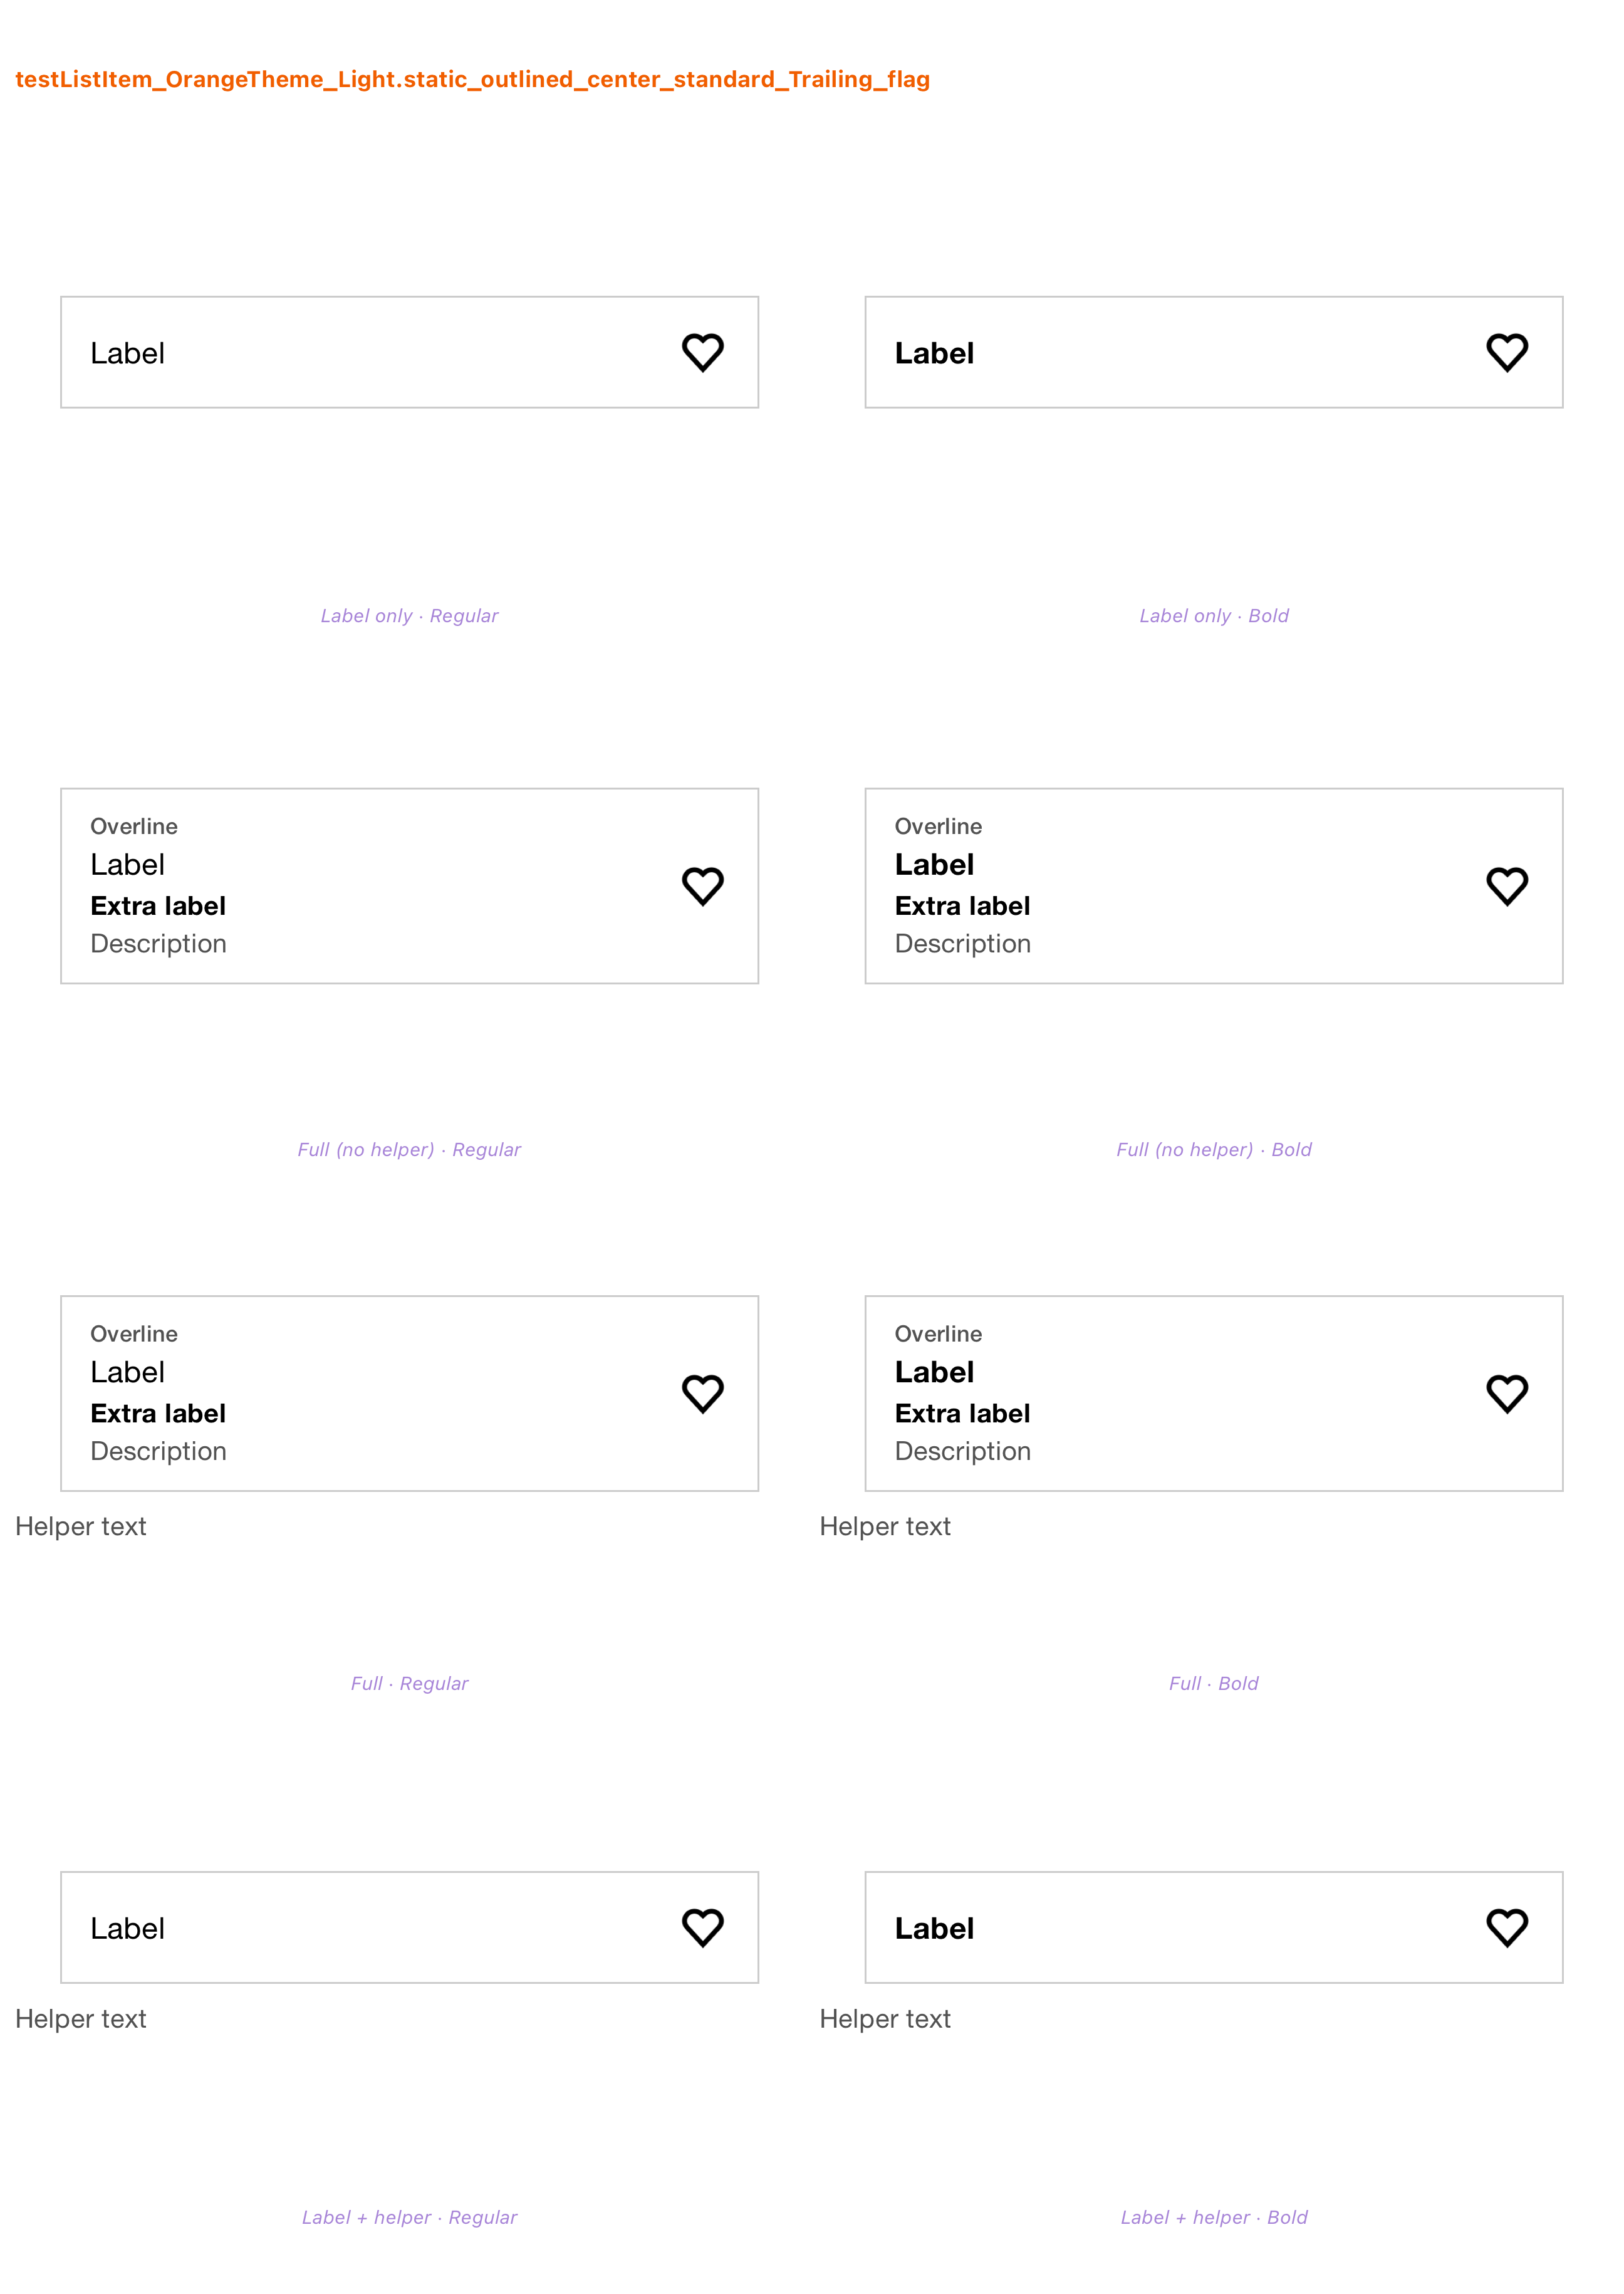 testListItem_OrangeTheme_Light.static_outlined_center_standard_Trailing_flag
Label
Label
Label only · Regular
Label only · Bold
Overline
Label
Extra label
Description
Overline
Label
Extra label
Description
Full (no helper) · Regular
Full (no helper) · Bold
Overline
Label
Extra label
Description
Helper text
Overline
Label
Extra label
Description
Helper text
Full · Regular
Full · Bold
Label
Helper text
Label
Helper text
Label + helper · Regular
Label + helper · Bold